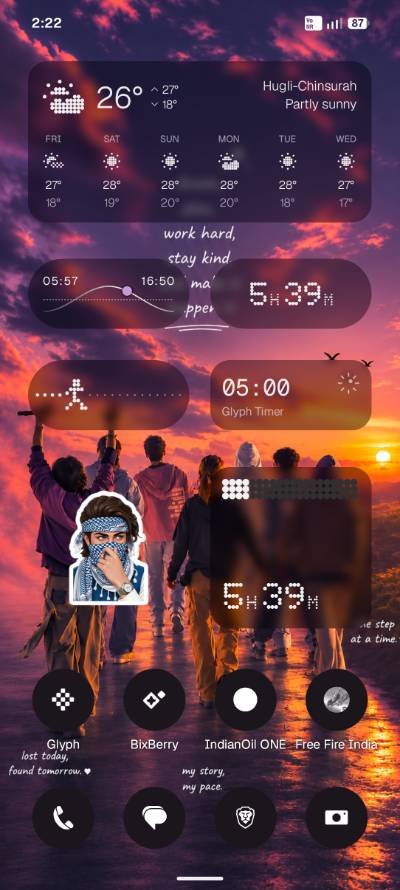 2:22
Vo
NR
87
26°
27°
18°
Hugli-Chinsurah
Partly sunny
FRI SAT SUN MON TUE WED
27° 28° 28° 28° 28° 27°
18° 19° 20° 20° 18° 17°
work hard,
stay kind
05:57 16:50
5H 39M
05:00
Glyph Timer
5H 39M
step
at a time.
Glyph BixBerry IndianOil ONE Free Fire India
lost today,
found tomorrow.♥
my story,
my pace.